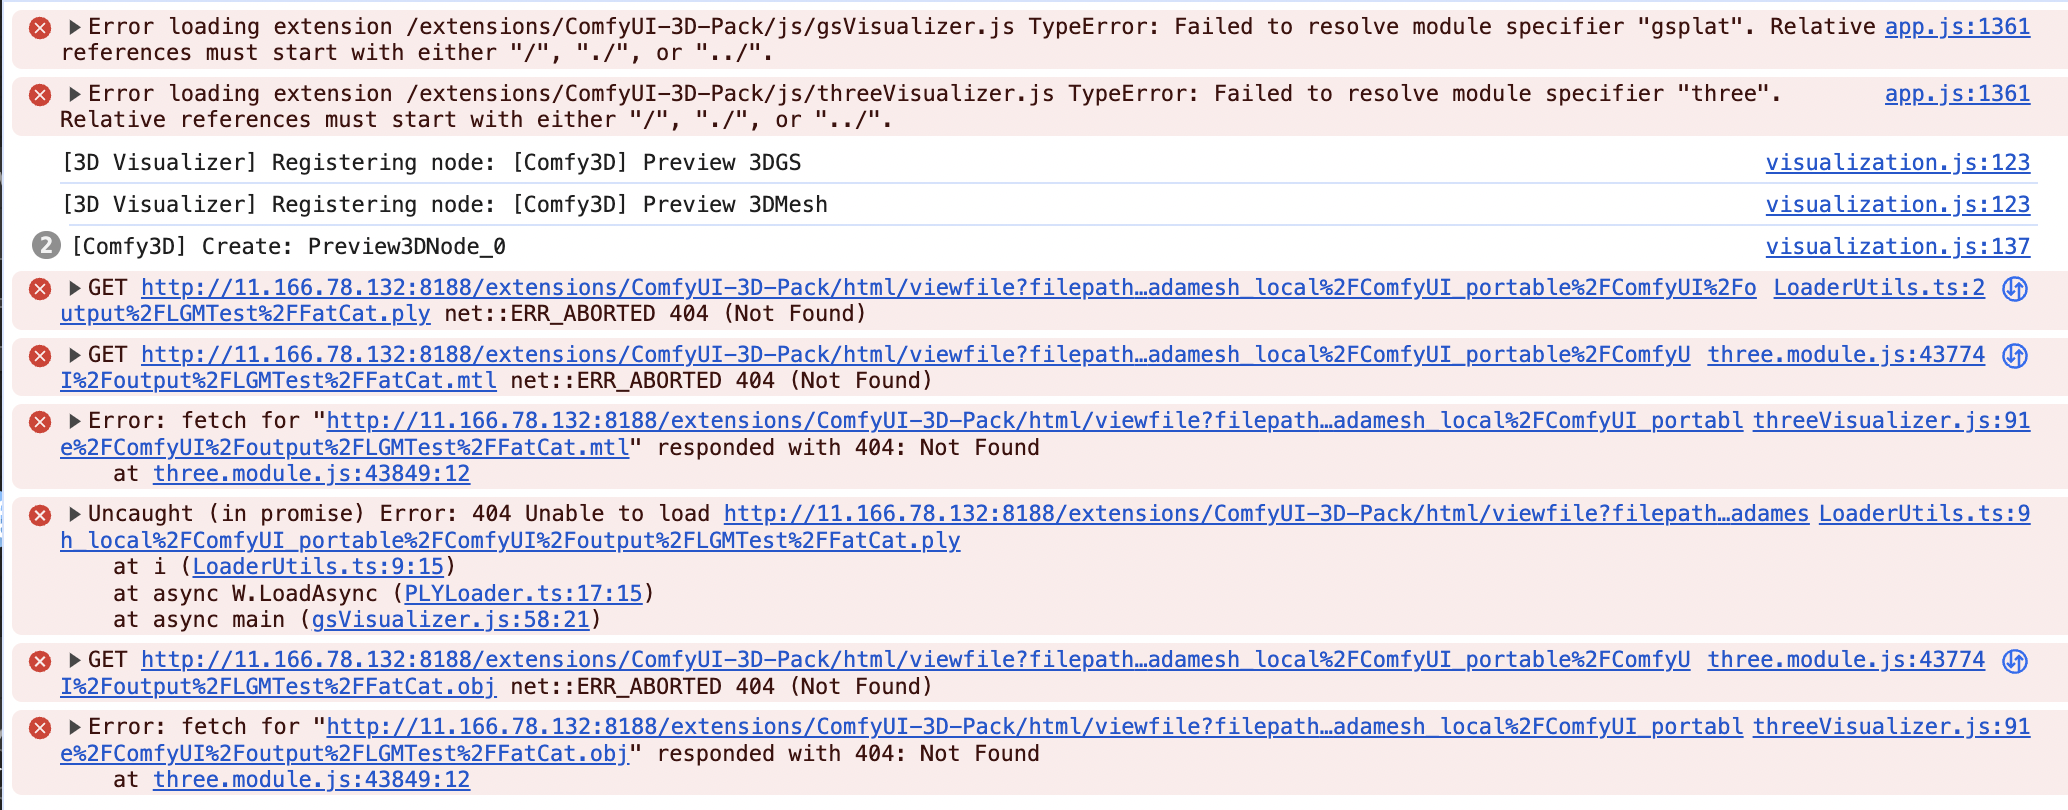 Error loading extension /extensions/ComfyUI-3D-Pack/js/gsVisualizer.js TypeError: Failed to resolve module specifier "gsplat". Relative app.js:1361
references must start with either "/", "./", or "../".
Error loading extension /extensions/ComfyUI-3D-Pack/js/threeVisualizer.js TypeError: Failed to resolve module specifier "three". app.js:1361
Relative references must start with either "/", "./", or "../".
[3D Visualizer] Registering node: [Comfy3D] Preview 3DGS visualization.js:123
[3D Visualizer] Registering node: [Comfy3D] Preview 3DMesh visualization.js:123
2 [Comfy3D] Create: Preview3DNode_0 visualization.js:137
GET http://11.166.78.132:8188/extensions/ComfyUI-3D-Pack/html/viewfile?filepath…adamesh_local%2FComfyUI_portable%2FComfyUI%2Fo LoaderUtils.ts:2
utput%2FLGMTest%2FFatCat.ply net::ERR_ABORTED 404 (Not Found)
GET http://11.166.78.132:8188/extensions/ComfyUI-3D-Pack/html/viewfile?filepath…adamesh_local%2FComfyUI_portable%2FComfyU three.module.js:43774
I%2Foutput%2FLGMTest%2FFatCat.mtl net::ERR_ABORTED 404 (Not Found)
Error: fetch for "http://11.166.78.132:8188/extensions/ComfyUI-3D-Pack/html/viewfile?filepath…adamesh_local%2FComfyUI_portabl threeVisualizer.js:91
e%2FComfyUI%2Foutput%2FLGMTest%2FFatCat.mtl" responded with 404: Not Found
at three.module.js:43849:12
Uncaught (in promise) Error: 404 Unable to load http://11.166.78.132:8188/extensions/ComfyUI-3D-Pack/html/viewfile?filepath…adames LoaderUtils.ts:9
h_local%2FComfyUI_portable%2FComfyUI%2Foutput%2FLGMTest%2FFatCat.ply
at i (LoaderUtils.ts:9:15)
at async W.LoadAsync (PLYLoader.ts:17:15)
at async main (gsVisualizer.js:58:21)
GET http://11.166.78.132:8188/extensions/ComfyUI-3D-Pack/html/viewfile?filepath…adamesh_local%2FComfyUI_portable%2FComfyU three.module.js:43774
I%2Foutput%2FLGMTest%2FFatCat.obj net::ERR_ABORTED 404 (Not Found)
Error: fetch for "http://11.166.78.132:8188/extensions/ComfyUI-3D-Pack/html/viewfile?filepath…adamesh_local%2FComfyUI_portabl threeVisualizer.js:91
e%2FComfyUI%2Foutput%2FLGMTest%2FFatCat.obj" responded with 404: Not Found
at three.module.js:43849:12